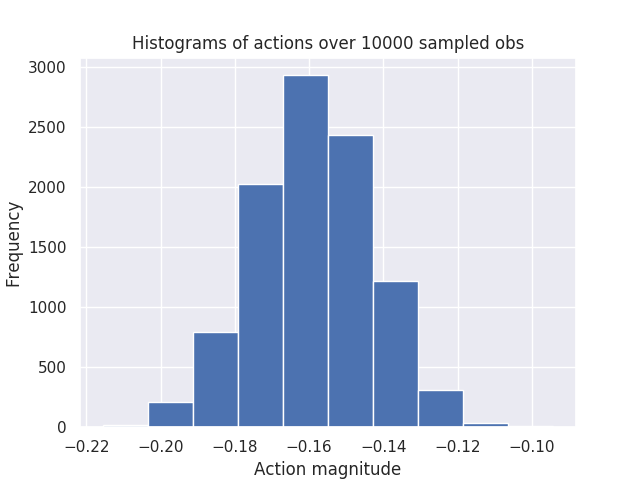 Histograms of actions over 10000 sampled obs
3000
2500
2000
1500
1000
500
0
Frequency
−0.22 −0.20 −0.18 −0.16 −0.14 −0.12 −0.10
Action magnitude